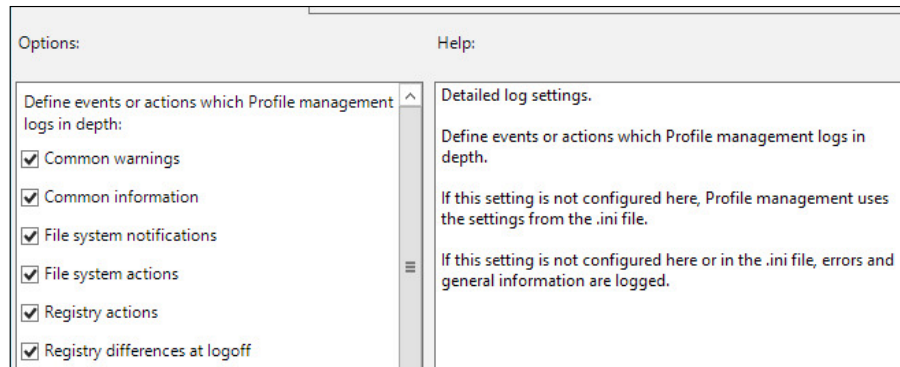 Options:
Help:
Define events or actions which Profile management
logs in depth:
Common warnings
Common information
File system notifications
File system actions
Registry actions
Registry differences at logoff
Detailed log settings.
Define events or actions which Profile management logs in
depth.
If this setting is not configured here, Profile management uses
the settings from the .ini file.
If this setting is not configured here or in the .ini file, errors and
general information are logged.